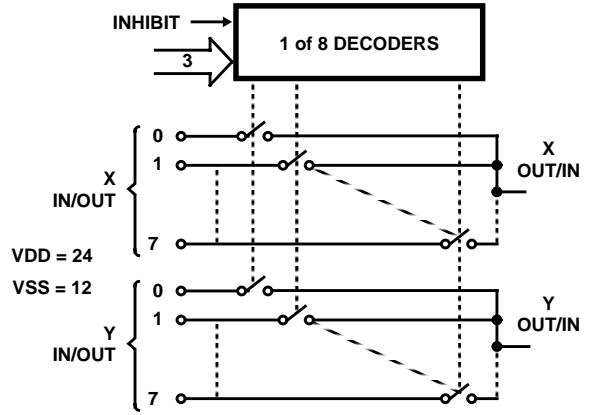 INHIBIT
3
1 of 8 DECODERS
0
1
X
IN/OUT
7
X
OUT/IN
VDD = 24
VSS = 12
0
1
Y
IN/OUT
7
Y
OUT/IN